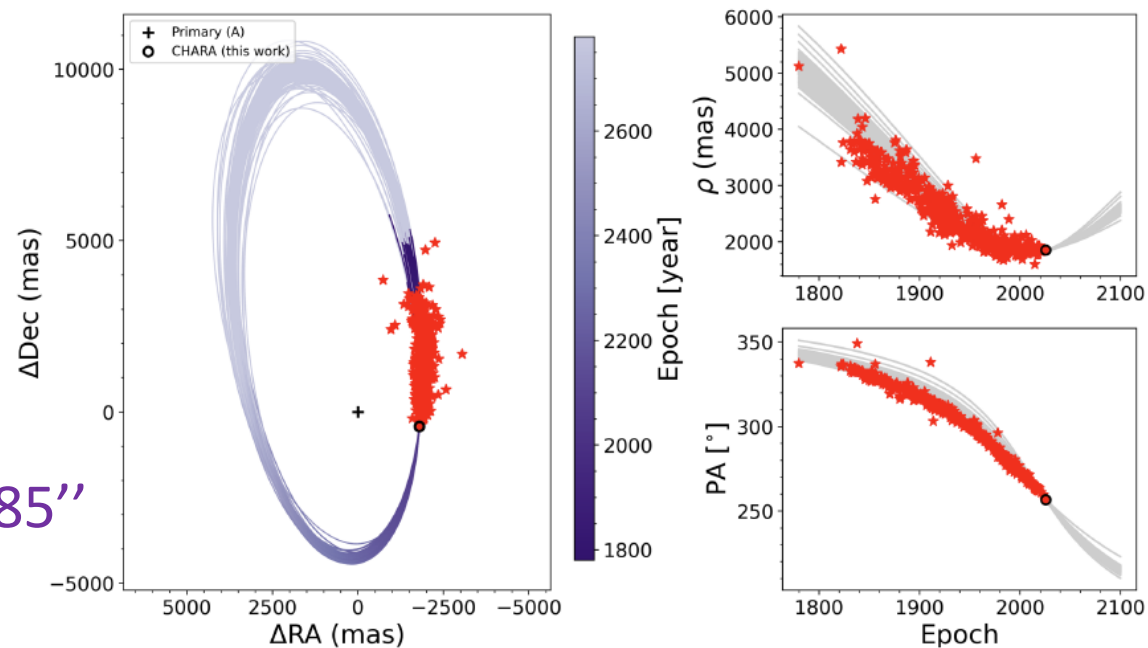 Primary (A)
CHARA (this work)
10000
5000
0
−5000
ΔDec (mas)
5000 2500 0 −2500 −5000
ΔRA (mas)
85’’
2600
2400
2200
2000
1800
Epoch [year]
6000
5000
4000
3000
2000
ρ (mas)
1800 1900 2000 2100
350
300
250
PA [°]
1800 1900 2000 2100
Epoch